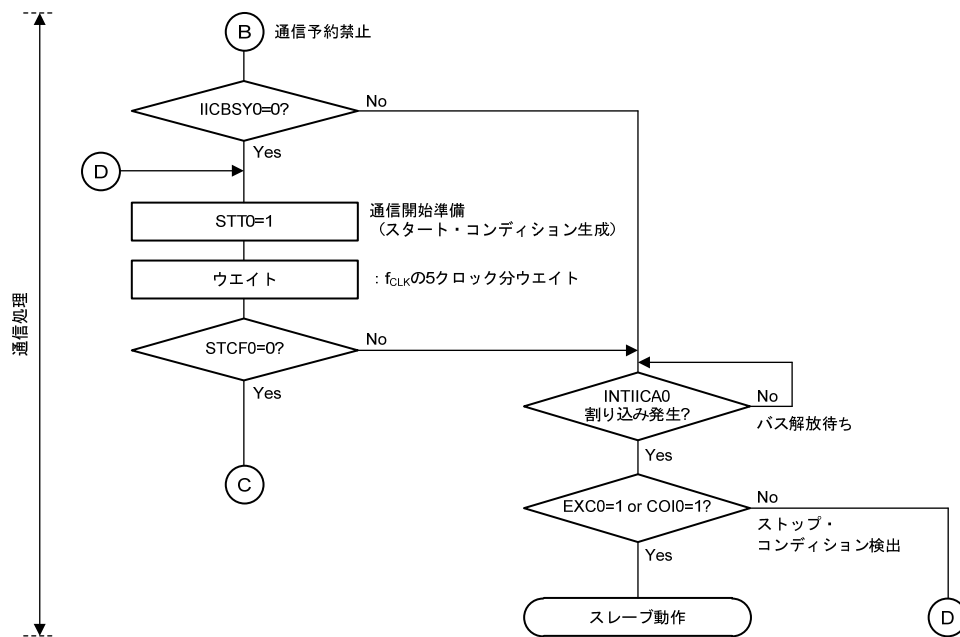 B 通信予約禁止
IICBSY0=0?
No
Yes
D
STT0=1
通信開始準備
（スタート・コンディション生成）
ウエイト
：fCLKの5クロック分ウエイト
STCF0=0?
No
Yes
C
INTIICA0
割り込み発生?
No
バス解放待ち
Yes
EXC0=1 or COI0=1?
No
ストップ・
コンディション検出
Yes
スレーブ動作
D
通信処理